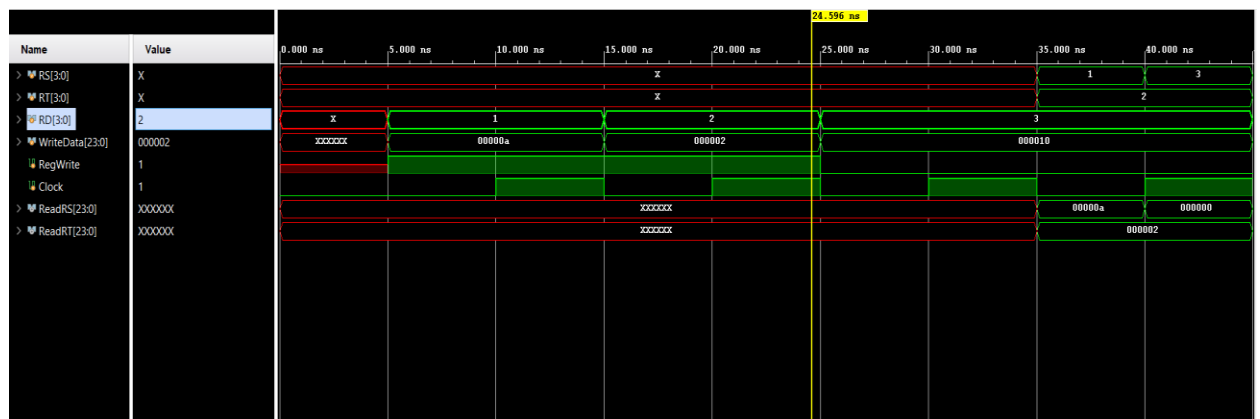 24.596 ns
Name Value 0.000 ns 5.000 ns 10.000 ns 15.000 ns 20.000 ns 25.000 ns 30.000 ns 35.000 ns 40.000 ns
RS[3:0] X X 1 3
RT[3:0] X X 2
RD[3:0] 2 X 1 2 3
WriteData[23:0] 000002 XXXXXX 00000a 000002 000010
RegWrite 1
Clock 1
ReadRS[23:0] XXXXXX XXXXXX 00000a 000000
ReadRT[23:0] XXXXXX XXXXXX 000002